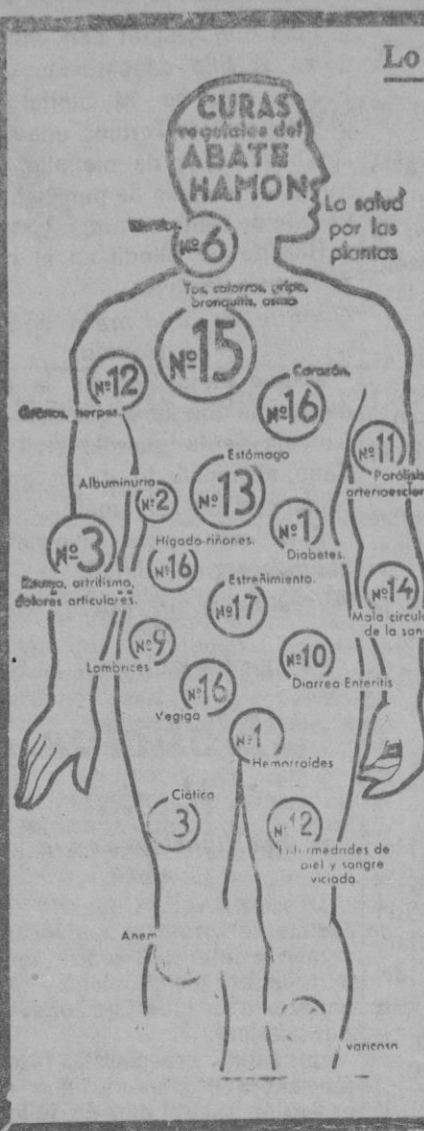 Lo
CURAS
vegetales del
ABATE
HAMON
La salud
por las
plantas
Nº6
Tos, catarros, gripe,
bronquitis, asma
Nº15
Nº12
Granos, herpes.
Corazón.
Nº16
Nº11
Parálisis
arterioescler
Estómago
Nº13
Albuminuria
Nº2
Nº1
Diabetes.
Nº3
Reuma, artritismo,
dolores articulares.
Hígado-riñones.
Nº16
Estreñimiento.
Nº17
Nº14
Mala circula
de la san
Nº9
Lombrices
Nº10
Diarrea Enteritis
Nº16
Vegiga
Nº1
Hemorroides
Ciática
3
Nº12
Enfermedades de
piel y sangre
viciada.
Anem
varicosa